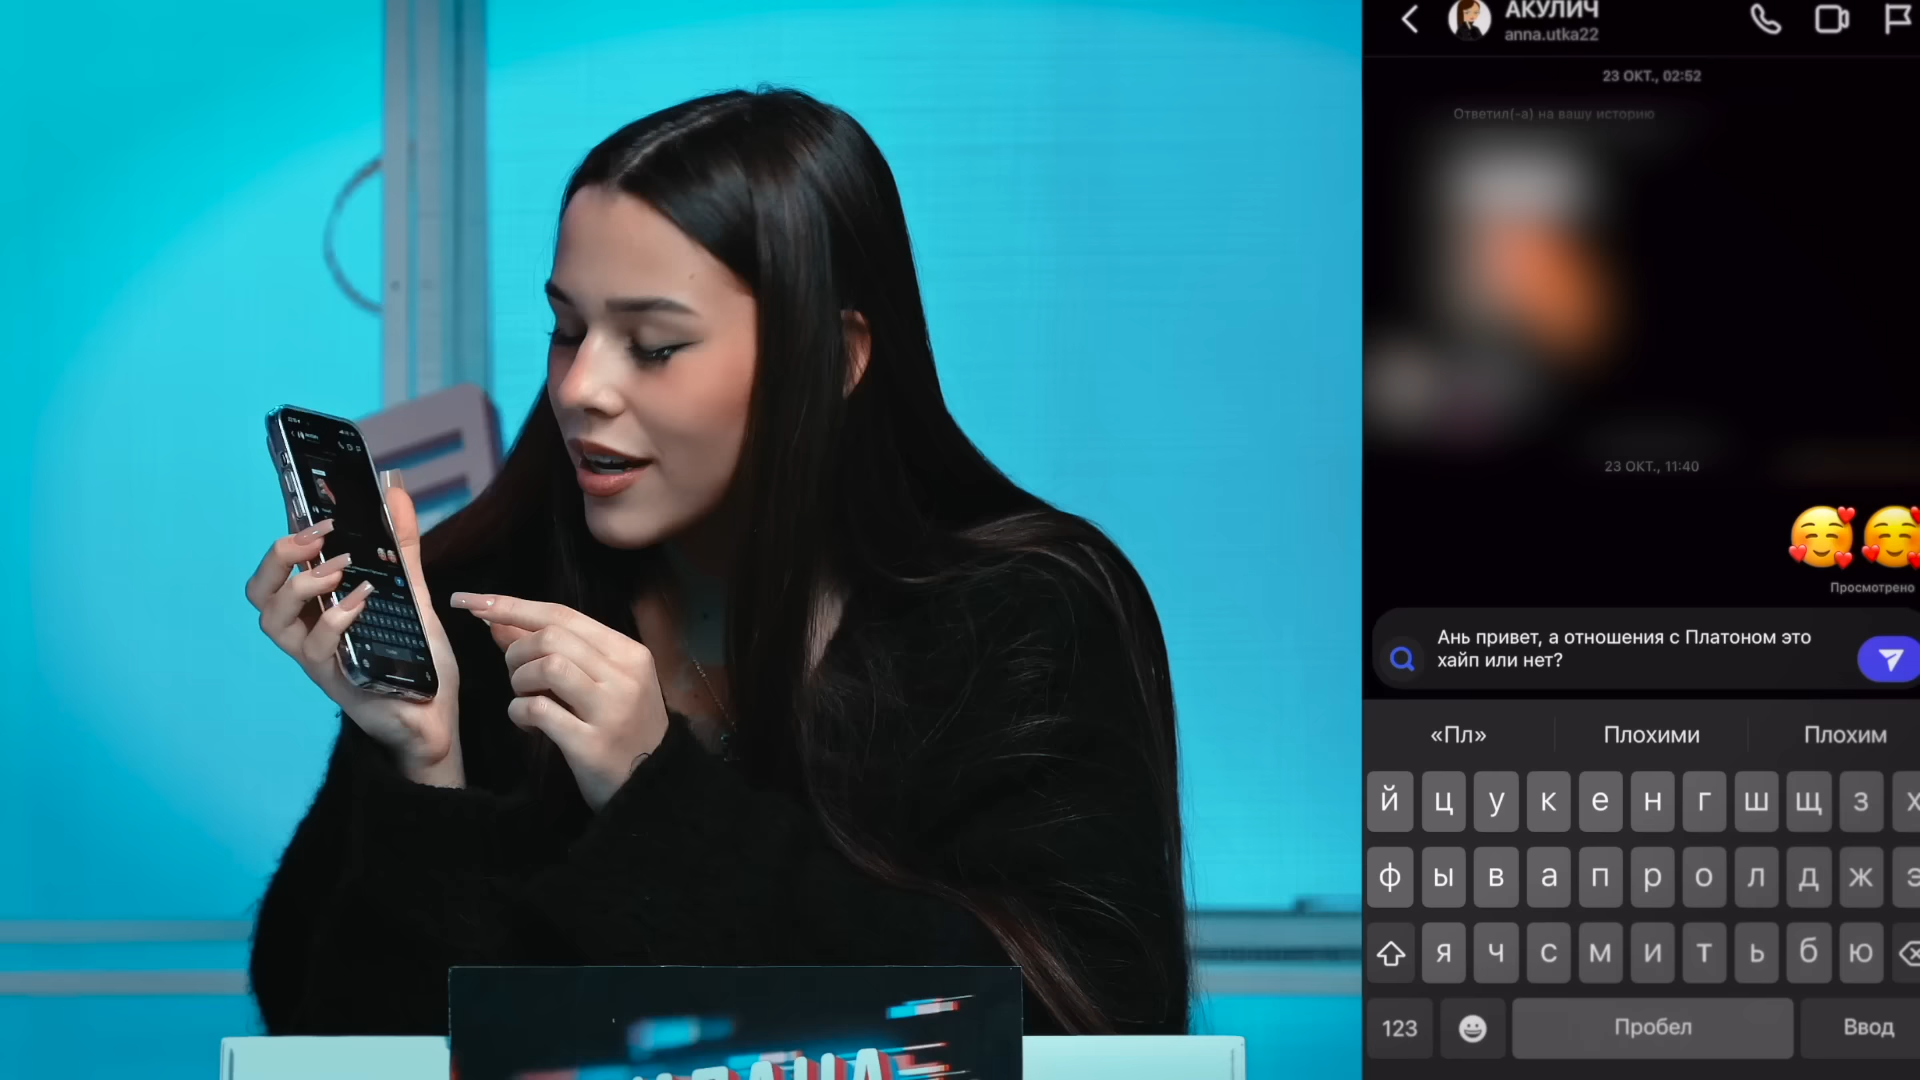 АКУЛИЧ
anna.utka22
23 ОКТ., 02:52
Ответил(-а) на вашу историю
23 ОКТ., 11:40
Просмотрено
Ань привет, а отношения с Платоном это
хайп или нет?
«Пл» Плохими Плохим
й ц у к е н г ш щ з х
ф ы в а п р о л д ж э
я ч с м и т ь б ю
123 Пробел Ввод